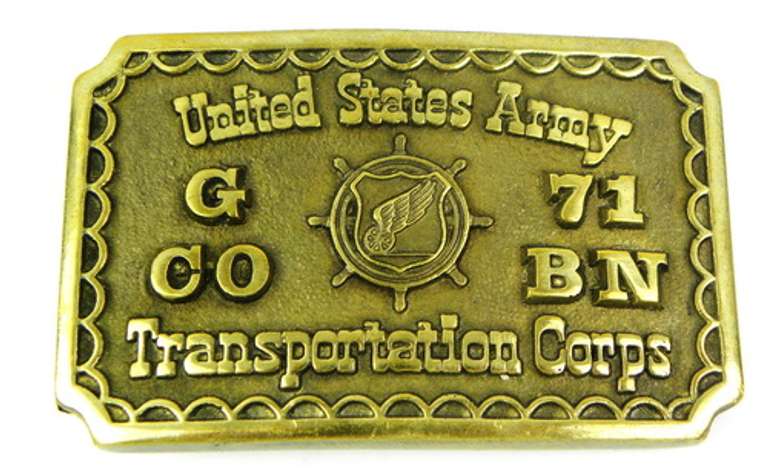 United States Army
G 71
CO BN
Transportation Corps